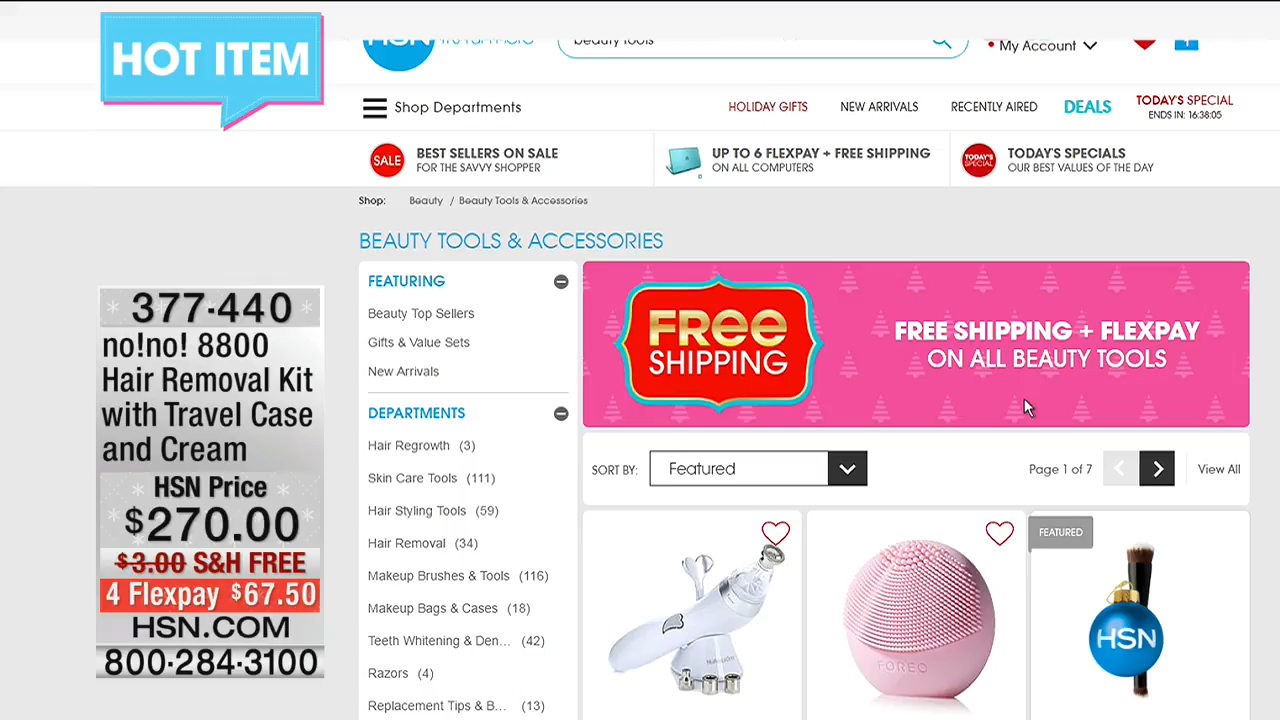 HOT ITEM
HSN
beauty tools
My Account
Shop Departments
HOLIDAY GIFTS
NEW ARRIVALS
RECENTLY AIRED
DEALS
TODAY'S SPECIAL
ENDS IN: 16:38:05
SALE
BEST SELLERS ON SALE
FOR THE SAVVY SHOPPER
UP TO 6 FLEXPAY + FREE SHIPPING
ON ALL COMPUTERS
TODAY'S
SPECIAL
TODAY'S SPECIALS
OUR BEST VALUES OF THE DAY
Shop: Beauty / Beauty Tools & Accessories
BEAUTY TOOLS & ACCESSORIES
FEATURING
Beauty Top Sellers
Gifts & Value Sets
New Arrivals
DEPARTMENTS
Hair Regrowth (3)
Skin Care Tools (111)
Hair Styling Tools (59)
Hair Removal (34)
Makeup Brushes & Tools (116)
Makeup Bags & Cases (18)
Teeth Whitening & Den... (42)
Razors (4)
Replacement Tips & B... (13)
FREE
SHIPPING
FREE SHIPPING + FLEXPAY
ON ALL BEAUTY TOOLS
SORT BY: Featured
Page 1 of 7
View All
FEATURED
FOREO
HSN
377-440
no!no! 8800
Hair Removal Kit
with Travel Case
and Cream
HSN Price
$270.00
$3.00 S&H FREE
4 Flexpay $67.50
HSN.COM
800-284-3100